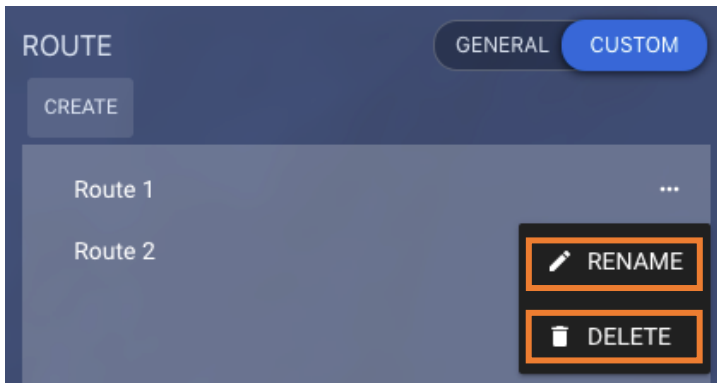 ROUTE
GENERAL CUSTOM
CREATE
Route 1
Route 2
RENAME
DELETE